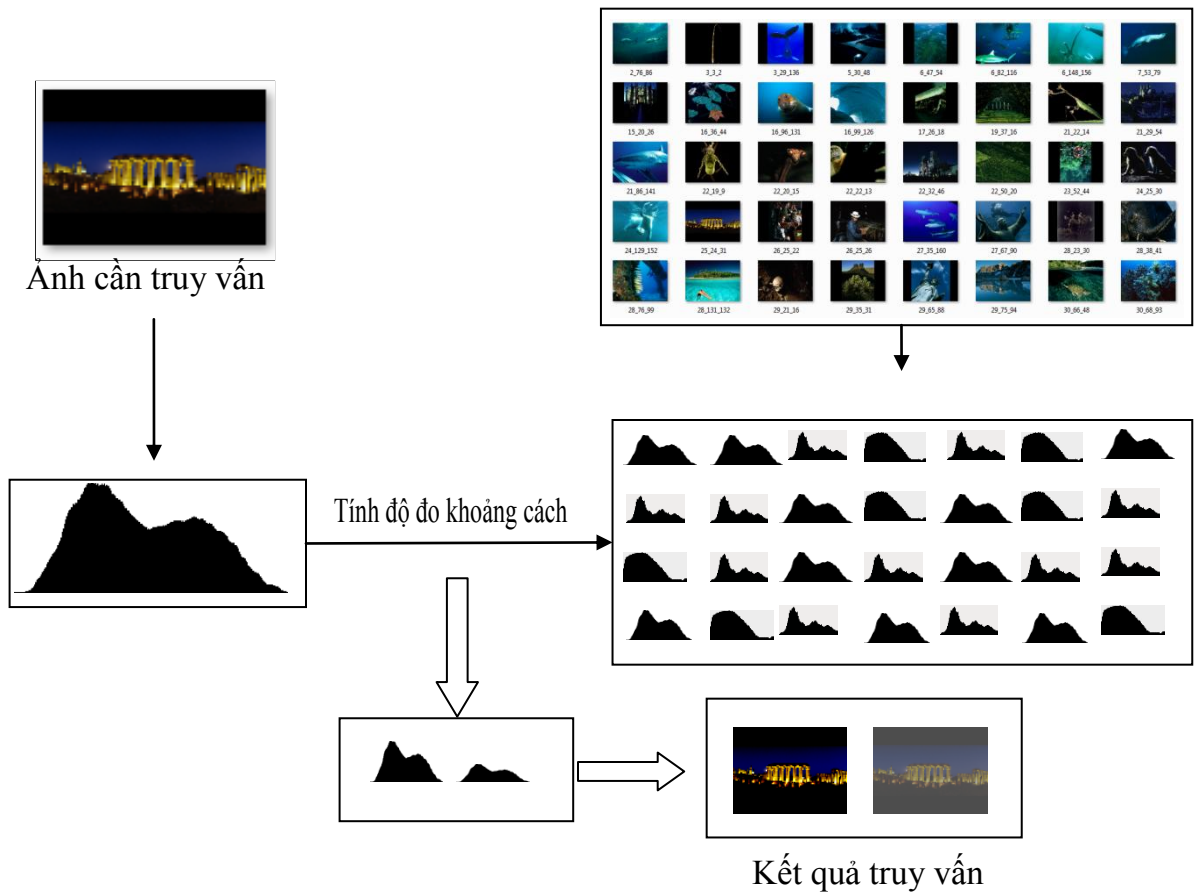 2_76_86 3_3_2 3_29_136 5_30_48 6_47_54 6_82_116 6_148_156 7_53_79
15_20_26 16_36_44 16_96_131 16_99_126 17_26_18 19_37_16 21_22_14 21_29_54
21_86_141 22_19_9 22_20_15 22_22_13 22_32_46 22_50_20 23_52_44 24_25_30
24_129_152 25_24_31 26_25_22 26_25_26 27_35_160 27_67_90 28_23_30 28_38_41
28_76_99 28_131_132 29_21_16 29_35_31 29_65_88 29_75_94 30_66_48 30_68_93
Ảnh cần truy vấn
Tính độ đo khoảng cách
Kết quả truy vấn